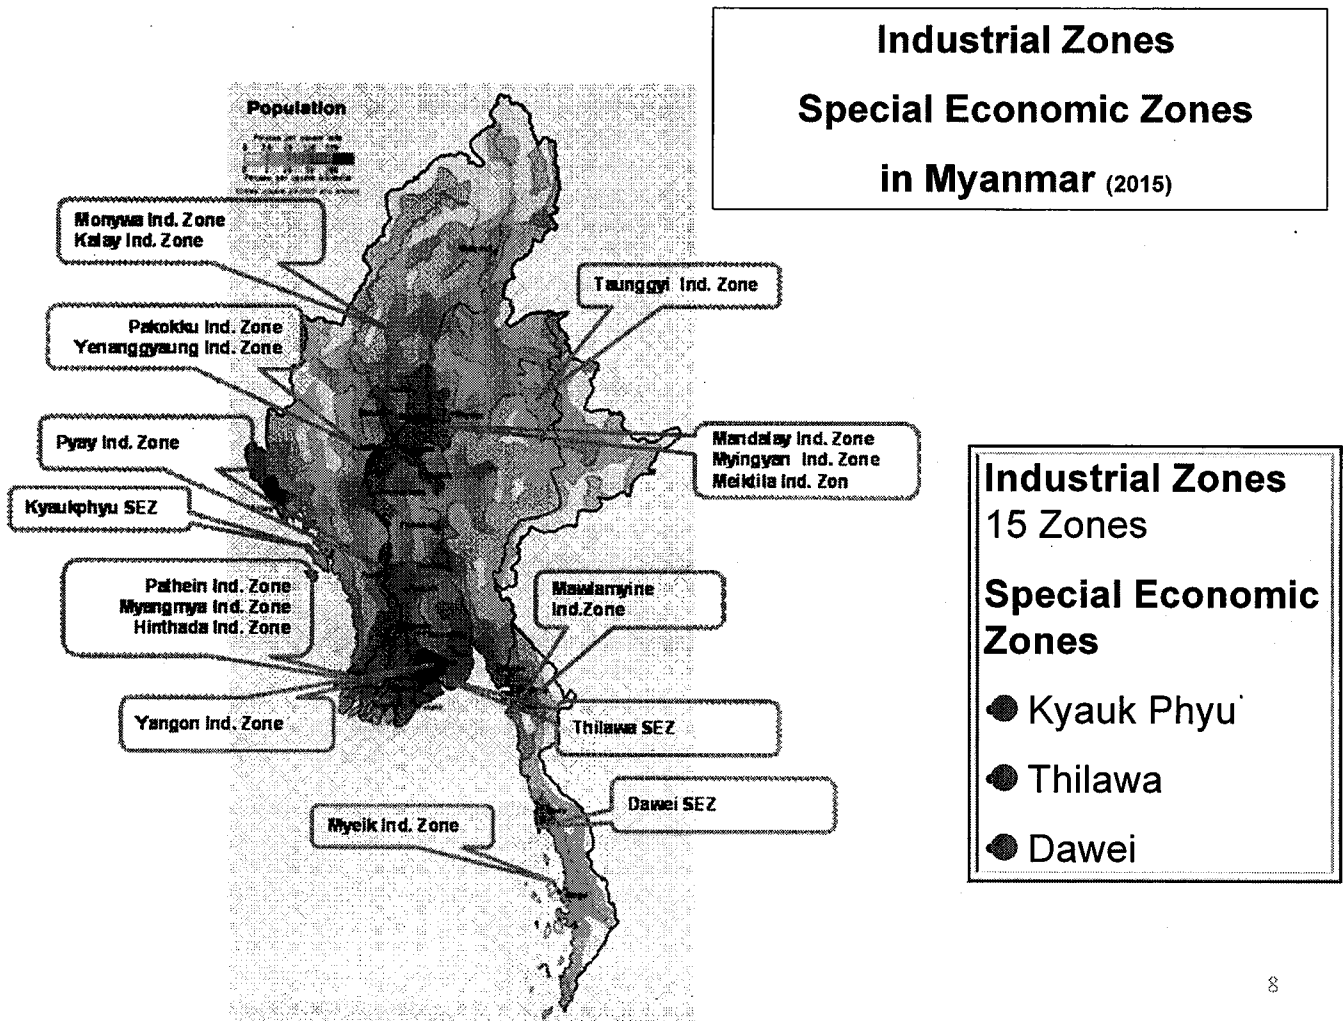 Industrial Zones
Special Economic Zones
in Myanmar (2015)
Population
Monywa Ind. Zone
Kalay Ind. Zone
Taunggyi Ind. Zone
Pakokku Ind. Zone
Yenanggyaung Ind. Zone
Pyay Ind. Zone
Mandalay Ind. Zone
Myingyan Ind. Zone
Meiktila Ind. Zon
Kyaukphyu SEZ
Pathein Ind. Zone
Myangmya Ind. Zone
Hinthada Ind. Zone
Mawlamyine
Ind.Zone
Yangon Ind. Zone
Thilawa SEZ
Dawei SEZ
Myeik Ind. Zone
Industrial Zones
15 Zones
Special Economic
Zones
Kyauk Phyu
Thilawa
Dawei
8